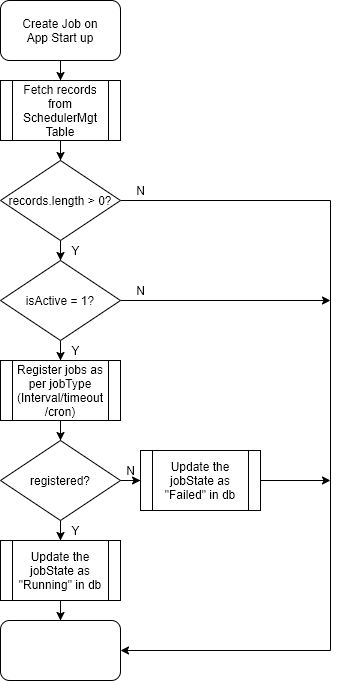 Create Job on
App Start up
Fetch records
from
SchedulerMgt
Table
records.length > 0?
N
Y
isActive = 1?
N
Y
Register jobs as
per jobType
(Interval/timeout
/cron)
registered?
N
Update the
jobState as
"Failed" in db
Y
Update the
jobState as
"Running" in db